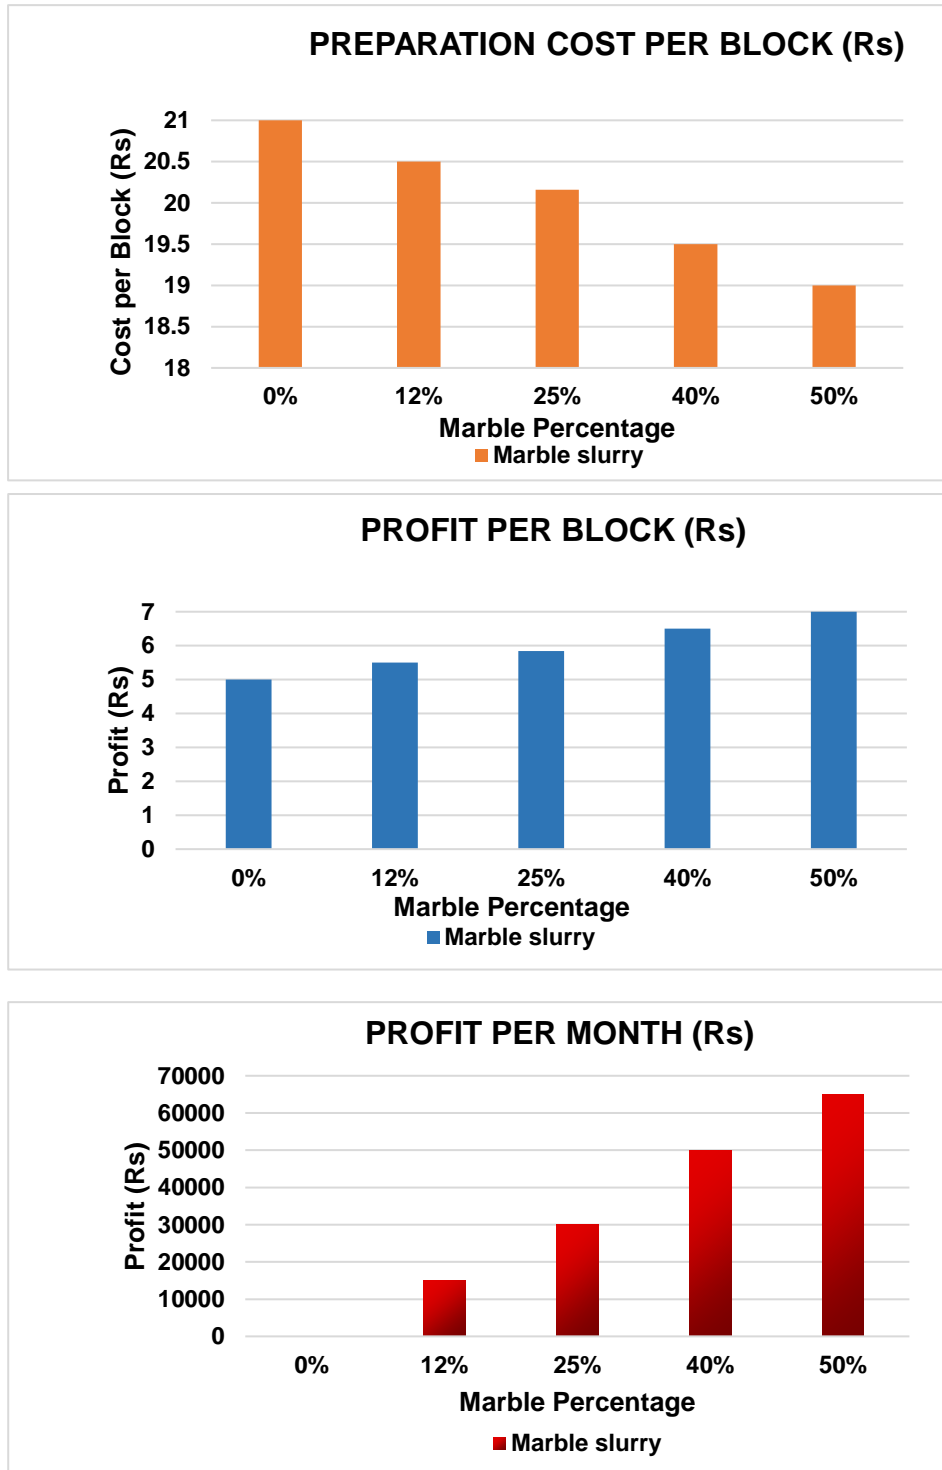 PREPARATION COST PER BLOCK (Rs)
21
20.5
20
19.5
19
18.5
18
Cost per Block (Rs)
0% 12% 25% 40% 50%
Marble Percentage
Marble slurry
PROFIT PER BLOCK (Rs)
7
6
5
4
3
2
1
0
Profit (Rs)
0% 12% 25% 40% 50%
Marble Percentage
Marble slurry
PROFIT PER MONTH (Rs)
70000
60000
50000
40000
30000
20000
10000
0
Profit (Rs)
0% 12% 25% 40% 50%
Marble Percentage
Marble slurry